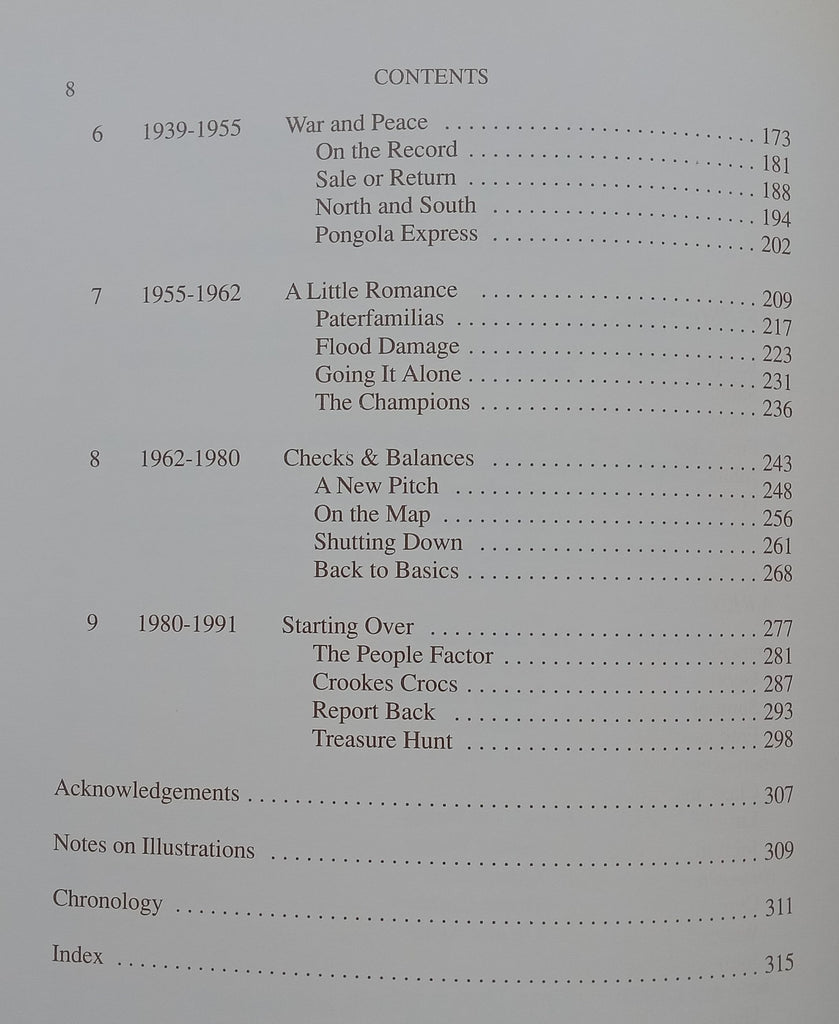 8 CONTENTS
6 1939-1955 War and Peace . . . . . . . . . . . . . . . . . . . . . . . . . . . 173
On the Record . . . . . . . . . . . . . . . . . . . . . . . . . 181
Sale or Return . . . . . . . . . . . . . . . . . . . . . . . . . 188
North and South . . . . . . . . . . . . . . . . . . . . . . . 194
Pongola Express . . . . . . . . . . . . . . . . . . . . . . . 202
7 1955-1962 A Little Romance . . . . . . . . . . . . . . . . . . . . . . . . 209
Paterfamilias . . . . . . . . . . . . . . . . . . . . . . . . . . 217
Flood Damage . . . . . . . . . . . . . . . . . . . . . . . . . 223
Going It Alone . . . . . . . . . . . . . . . . . . . . . . . . . 231
The Champions . . . . . . . . . . . . . . . . . . . . . . . . 236
8 1962-1980 Checks & Balances . . . . . . . . . . . . . . . . . . . . . . . 243
A New Pitch . . . . . . . . . . . . . . . . . . . . . . . . . . 248
On the Map . . . . . . . . . . . . . . . . . . . . . . . . . . . 256
Shutting Down . . . . . . . . . . . . . . . . . . . . . . . . 261
Back to Basics . . . . . . . . . . . . . . . . . . . . . . . . . 268
9 1980-1991 Starting Over . . . . . . . . . . . . . . . . . . . . . . . . . . . . 277
The People Factor . . . . . . . . . . . . . . . . . . . . . . 281
Crookes Crocs . . . . . . . . . . . . . . . . . . . . . . . . . 287
Report Back . . . . . . . . . . . . . . . . . . . . . . . . . . 293
Treasure Hunt . . . . . . . . . . . . . . . . . . . . . . . . . 298
Acknowledgements . . . . . . . . . . . . . . . . . . . . . . . . . . . . . . . . . . . . . . . . . . . . 307
Notes on Illustrations . . . . . . . . . . . . . . . . . . . . . . . . . . . . . . . . . . . . . . . . . . 309
Chronology . . . . . . . . . . . . . . . . . . . . . . . . . . . . . . . . . . . . . . . . . . . . . . . . . . . 311
Index . . . . . . . . . . . . . . . . . . . . . . . . . . . . . . . . . . . . . . . . . . . . . . . . . . . . . . . . 315